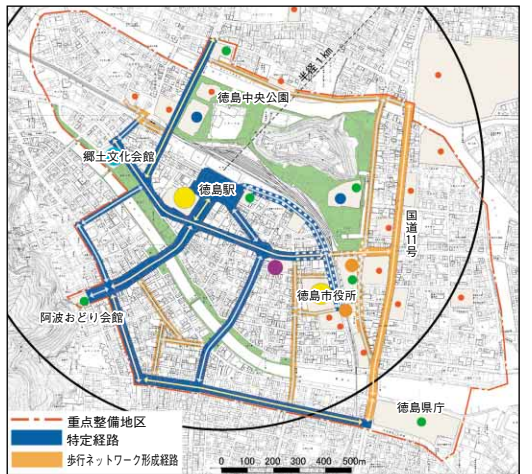 半径1km
徳島中央公園
郷土文化会館
徳島駅
国道11号
徳島市役所
阿波おどり会館
徳島県庁
重点整備地区
特定経路
歩行ネットワーク形成経路
0 100 200 300 400 500m